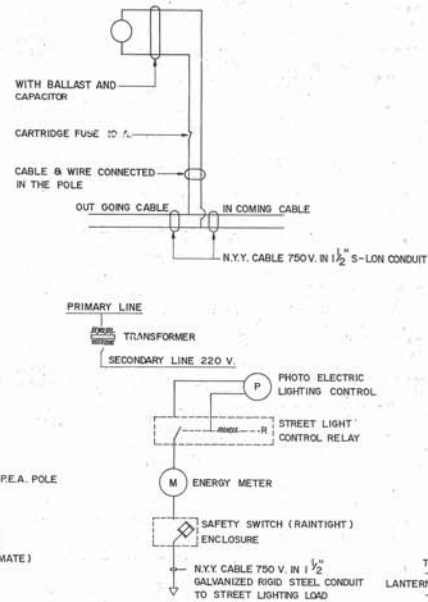 WITH BALLAST AND
CAPACITOR
CARTRIDGE FUSE 10 A.
CABLE & WIRE CONNECTED
IN THE POLE
OUT GOING CABLE
IN COMING CABLE
N.Y.Y. CABLE 750 V. IN 1 1/2" S-LON CONDUIT
PRIMARY LINE
TRANSFORMER
SECONDARY LINE 220 V.
P
PHOTO ELECTRIC
LIGHTING CONTROL
R
STREET LIGHT
CONTROL RELAY
P.E.A. POLE
M
ENERGY METER
SAFETY SWITCH (RAINTIGHT)
ENCLOSURE
MATE)
N.Y.Y. CABLE 750 V. IN 1 1/2"
GALVANIZED RIGID STEEL CONDUIT
TO STREET LIGHTING LOAD
T
LANTERN